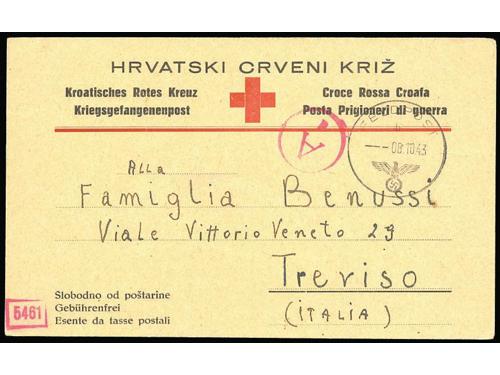 HRVATSKI CRVENI KRIŽ
Kroatisches Rotes Kreuz
Kriegsgefangenenpost
Croce Rossa Croata
Posta Prigionieri di guerra
FELDPOST
b
--- 08.10.43
A
Alla
Famiglia Benussi
Viale Vittorio Veneto 29
Treviso
(ITALIA)
Slobodno od poštarine
Gebührenfrei
Esente da tasse postali
5461